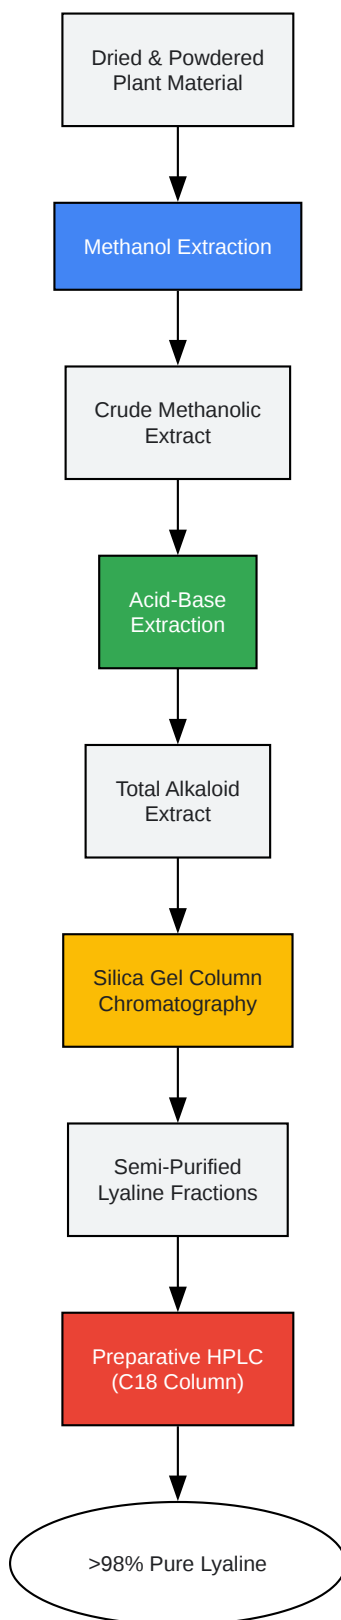 Dried & Powdered
Plant Material
Methanol Extraction
Crude Methanolic
Extract
Acid-Base
Extraction
Total Alkaloid
Extract
Silica Gel Column
Chromatography
Semi-Purified
Lyaline Fractions
Preparative HPLC
(C18 Column)
>98% Pure Lyaline